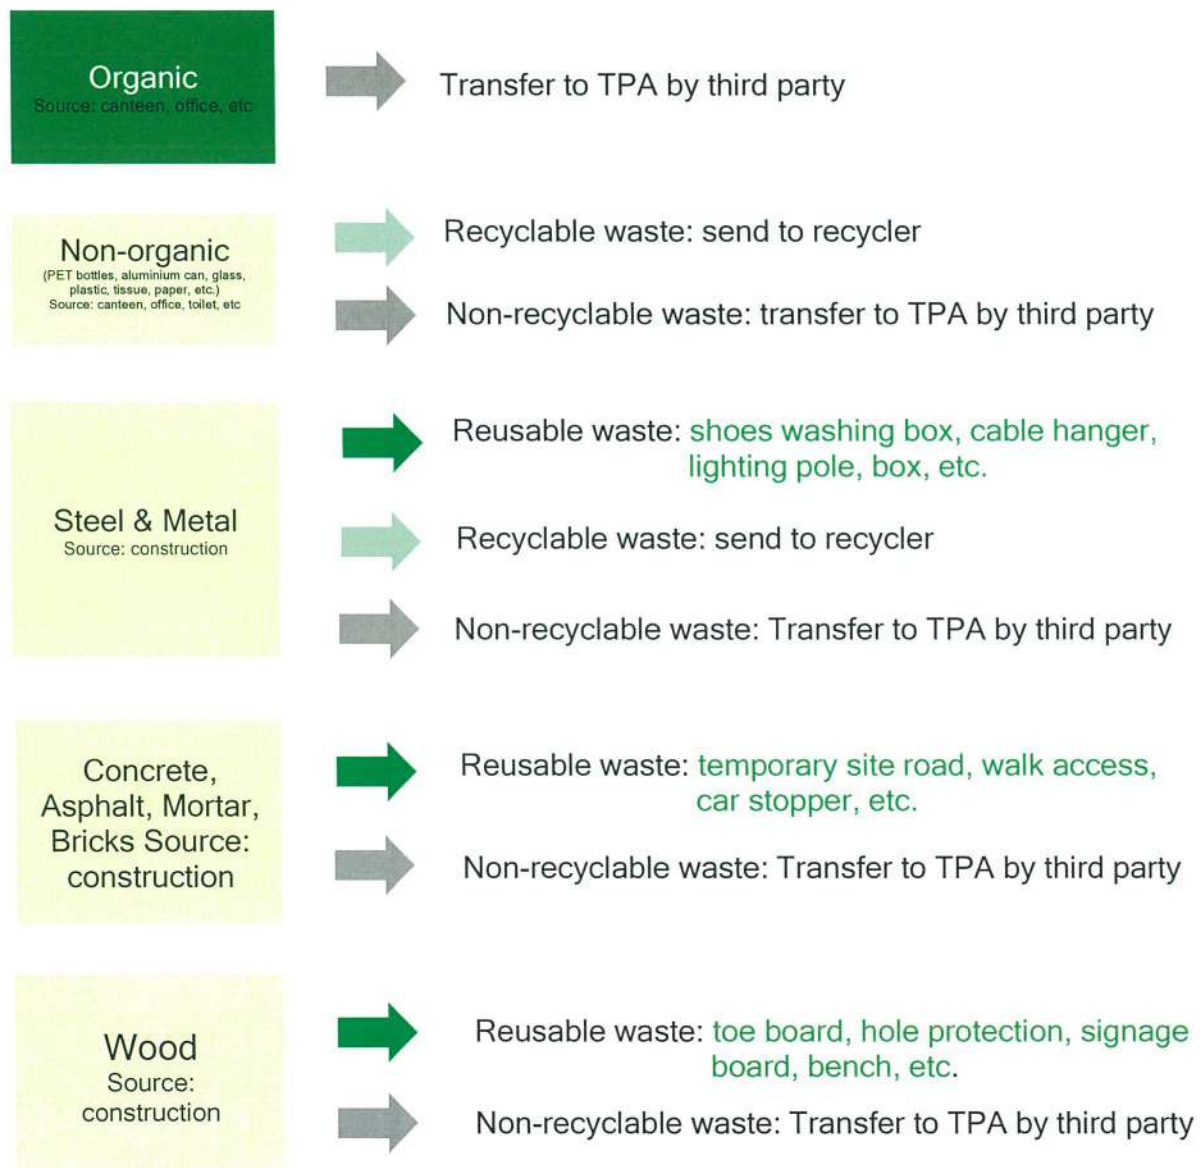 Organic
Source: canteen, office, etc
Transfer to TPA by third party
Non-organic
(PET bottles, aluminium can, glass,
plastic, tissue, paper, etc.)
Source: canteen, office, toilet, etc
Recyclable waste: send to recycler
Non-recyclable waste: transfer to TPA by third party
Steel & Metal
Source: construction
Reusable waste: shoes washing box, cable hanger,
lighting pole, box, etc.
Recyclable waste: send to recycler
Non-recyclable waste: Transfer to TPA by third party
Concrete,
Asphalt, Mortar,
Bricks Source:
construction
Reusable waste: temporary site road, walk access,
car stopper, etc.
Non-recyclable waste: Transfer to TPA by third party
Wood
Source:
construction
Reusable waste: toe board, hole protection, signage
board, bench, etc.
Non-recyclable waste: Transfer to TPA by third party